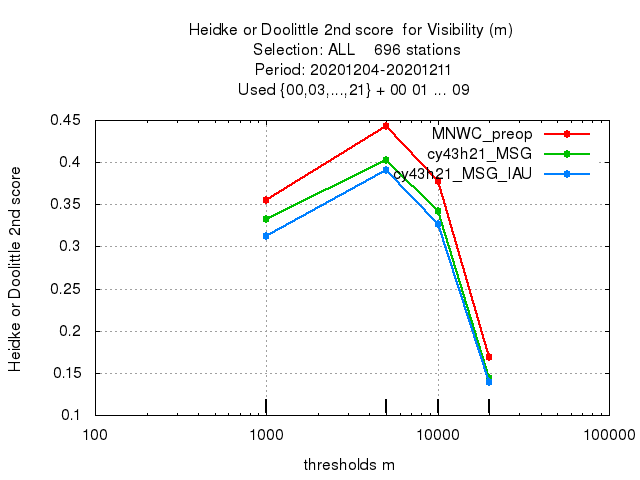 Heidke or Doolittle 2nd score  for Visibility (m)
Selection: ALL    696 stations
Period: 20201204-20201211
Used {00,03,...,21} + 00 01 ... 09
MNWC_preop
cy43h21_MSG
cy43h21_MSG_IAU
Heidke or Doolittle 2nd score
0.45
0.4
0.35
0.3
0.25
0.2
0.15
0.1
100
1000
10000
100000
thresholds m